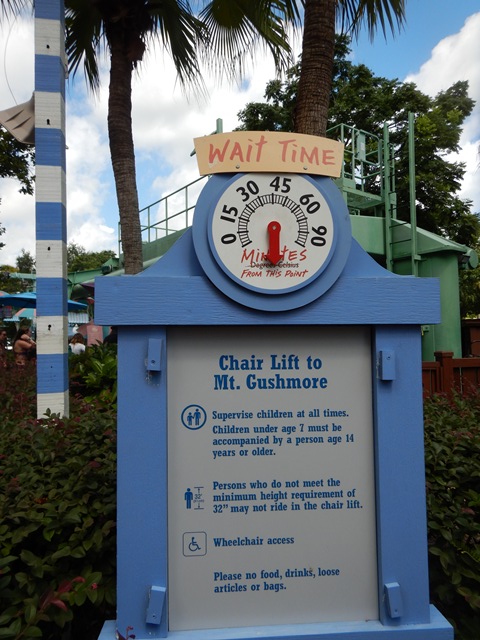 WAIT TIME
0 15 30 45 60 90
MINUTES
Degrees Celsius
FROM THIS POINT
Chair Lift to
Mt. Gushmore
Supervise children at all times.
Children under age 7 must be
accompanied by a person age 14
years or older.
32"
Persons who do not meet the
minimum height requirement of
32" may not ride in the chair lift.
Wheelchair access
Please no food, drinks, loose
articles or bags.